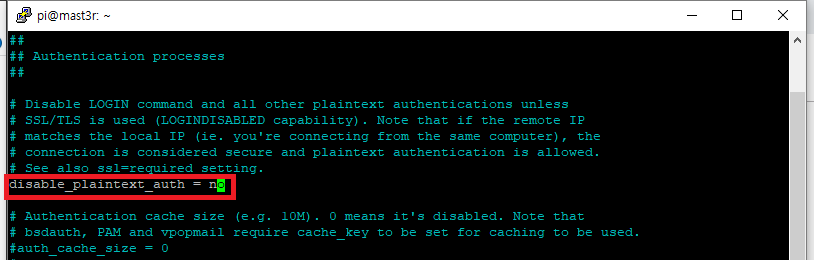 pi@mast3r: ~
##
## Authentication processes
##
# Disable LOGIN command and all other plaintext authentications unless
# SSL/TLS is used (LOGINDISABLED capability). Note that if the remote IP
# matches the local IP (ie. you're connecting from the same computer), the
# connection is considered secure and plaintext authentication is allowed.
# See also ssl=required setting.
disable_plaintext_auth = no
# Authentication cache size (e.g. 10M). 0 means it's disabled. Note that
# bsdauth, PAM and vpopmail require cache_key to be set for caching to be used.
#auth_cache_size = 0